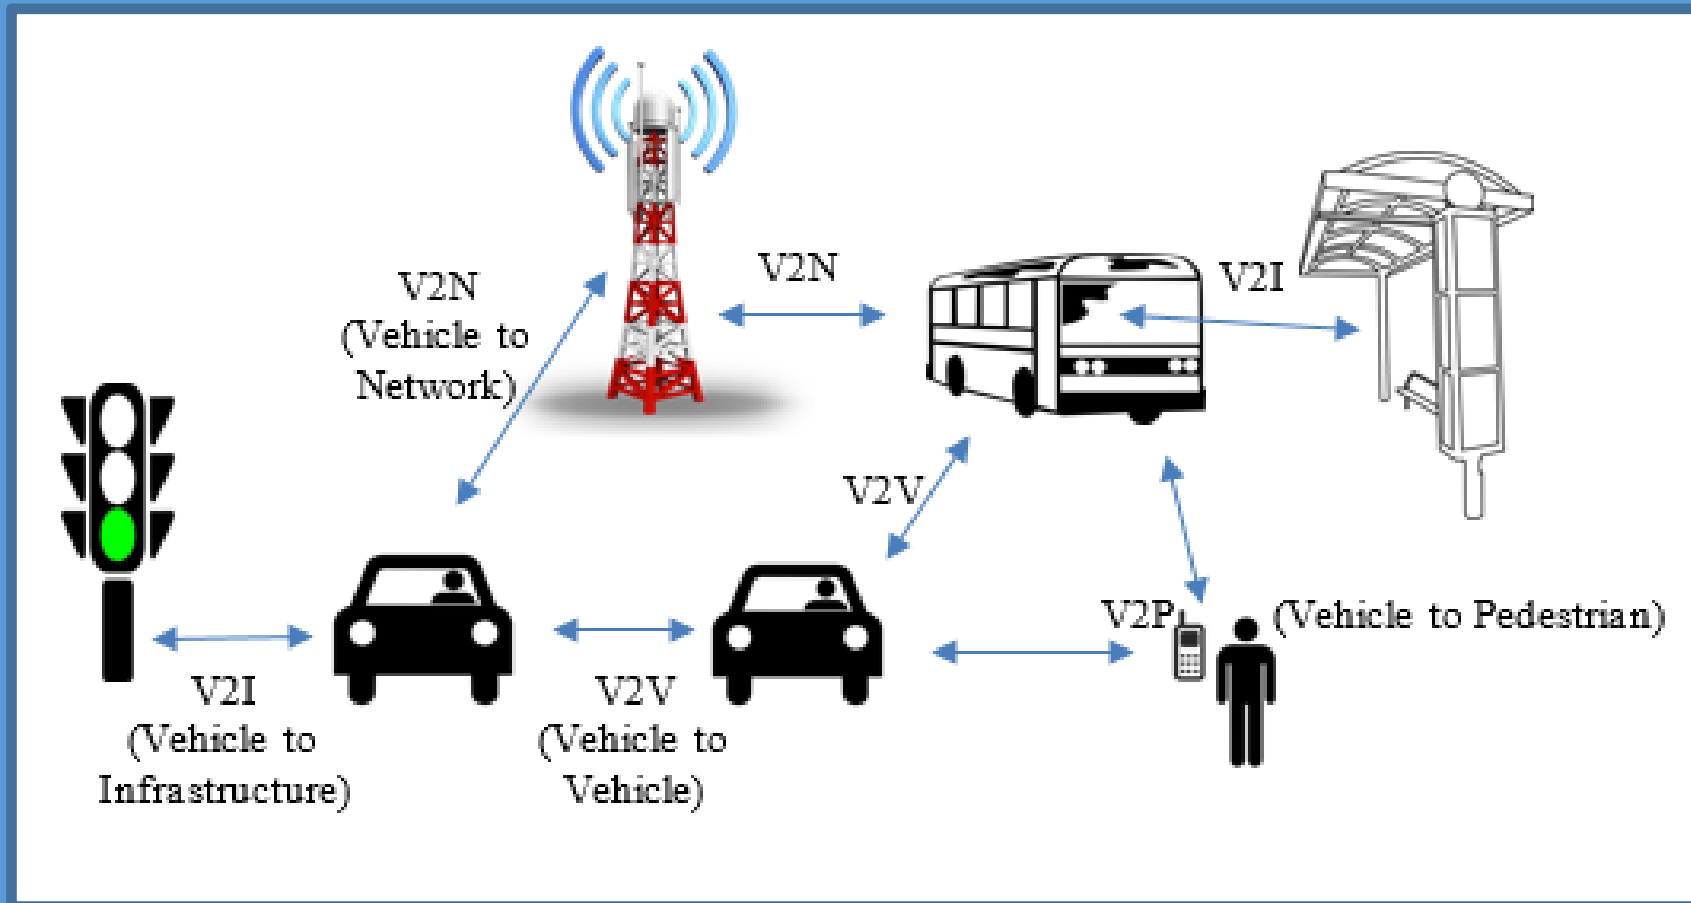 V2N
V2I
V2N
(Vehicle to
Network)
V2V
V2P
(Vehicle to Pedestrian)
V2I
(Vehicle to
Infrastructure)
V2V
(Vehicle to
Vehicle)